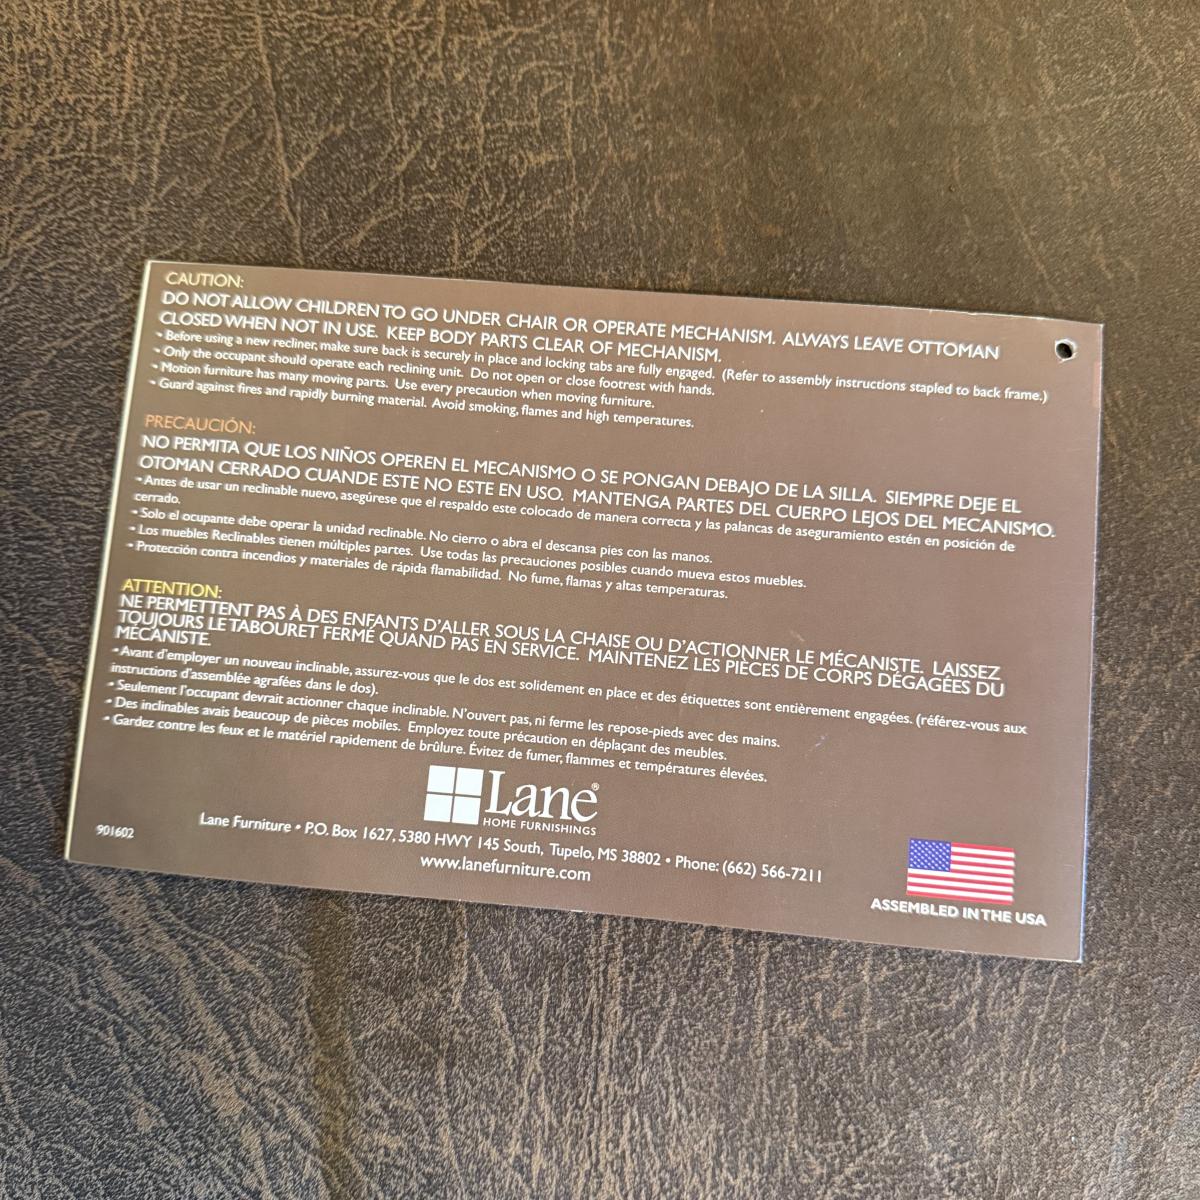 CAUTION:
DO NOT ALLOW CHILDREN TO GO UNDER CHAIR OR OPERATE MECHANISM. ALWAYS LEAVE OTTOMAN
CLOSED WHEN NOT IN USE. KEEP BODY PARTS CLEAR OF MECHANISM.
• Before using a new recliner, make sure back is securely in place and locking tabs are fully engaged. (Refer to assembly instructions stapled to back frame.)
• Only the occupant should operate each reclining unit. Do not open or close footrest with hands.
• Motion furniture has many moving parts. Use every precaution when moving furniture.
• Guard against fires and rapidly burning material. Avoid smoking, flames and high temperatures.
PRECAUCIÓN:
NO PERMITA QUE LOS NIÑOS OPEREN EL MECANISMO O SE PONGAN DEBAJO DE LA SILLA. SIEMPRE DEJE EL
OTOMAN CERRADO CUANDE ESTE NO ESTE EN USO. MANTENGA PARTES DEL CUERPO LEJOS DEL MECANISMO.
• Antes de usar un reclinable nuevo, asegúrese que el respaldo este colocado de manera correcta y las palancas de aseguramiento estén en posición de
cerrado.
• Solo el ocupante debe operar la unidad reclinable. No cierro o abra el descansa pies con las manos.
• Los muebles Reclinables tienen múltiples partes. Use todas las precauciones posibles cuando mueva estos muebles.
• Protección contra incendios y materiales de rápida flamabilidad. No fume, flamas y altas temperaturas.
ATTENTION:
NE PERMETTENT PAS À DES ENFANTS D'ALLER SOUS LA CHAISE OU D'ACTIONNER LE MÉCANISTE. LAISSEZ
TOUJOURS LE TABOURET FERMÉ QUAND PAS EN SERVICE. MAINTENEZ LES PIÈCES DE CORPS DÉGAGÉES DU
MÉCANISTE.
• Avant d'employer un nouveau inclinable, assurez-vous que le dos est solidement en place et des étiquettes sont entièrement engagées. (référez-vous aux
instructions d'assemblée agrafées dans le dos).
• Seulement l'occupant devrait actionner chaque inclinable. N'ouvert pas, ni ferme les repose-pieds avec des mains.
• Des inclinables avais beaucoup de pièces mobiles. Employez toute précaution en déplaçant des meubles.
• Gardez contre les feux et le matériel rapidement de brûlure. Évitez de fumer, flammes et températures élevées.
Lane®
HOME FURNISHINGS
901602
Lane Furniture • P.O. Box 1627, 5380 HWY 145 South, Tupelo, MS 38802 • Phone: (662) 566-7211
www.lanefurniture.com
ASSEMBLED IN THE USA